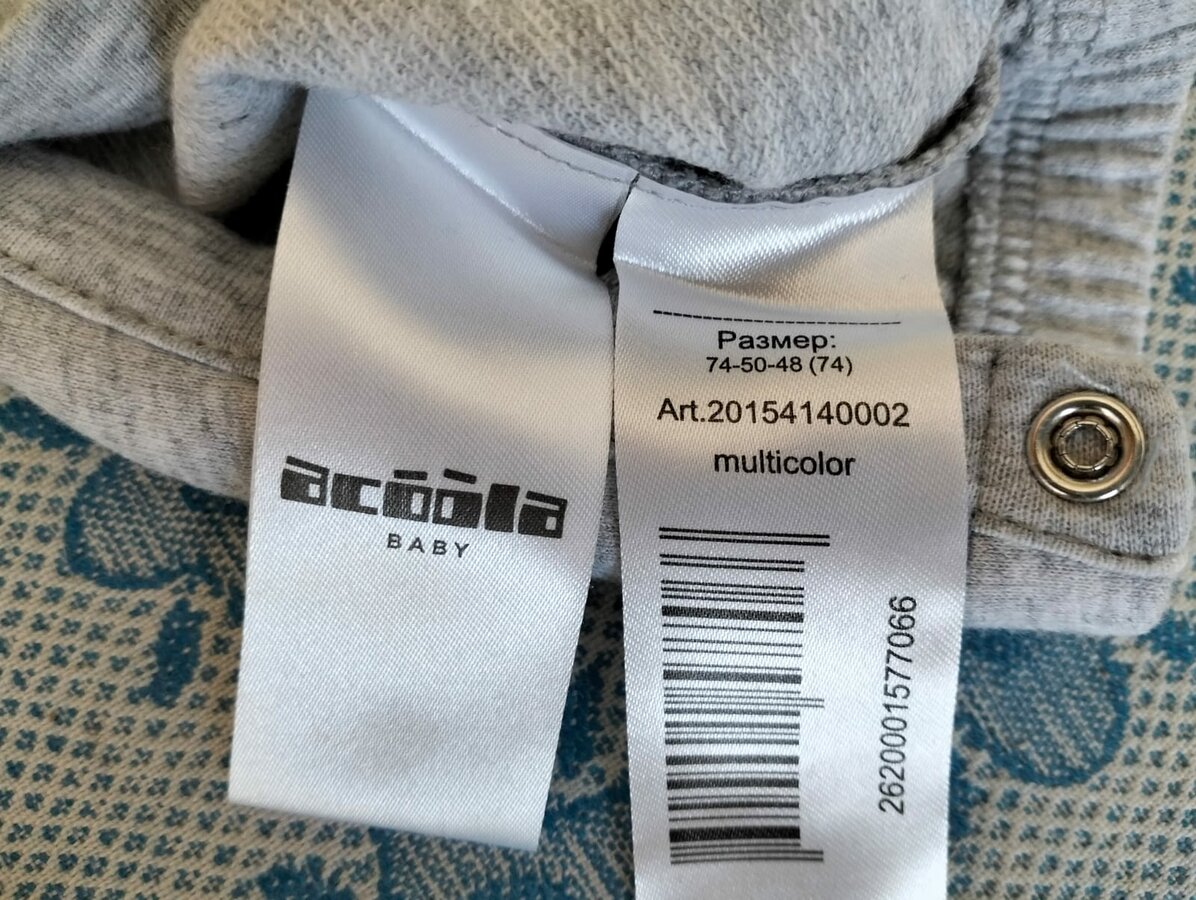 acoola
BABY
Размер:
74-50-48 (74)
Art.20154140002
multicolor
2620001577066